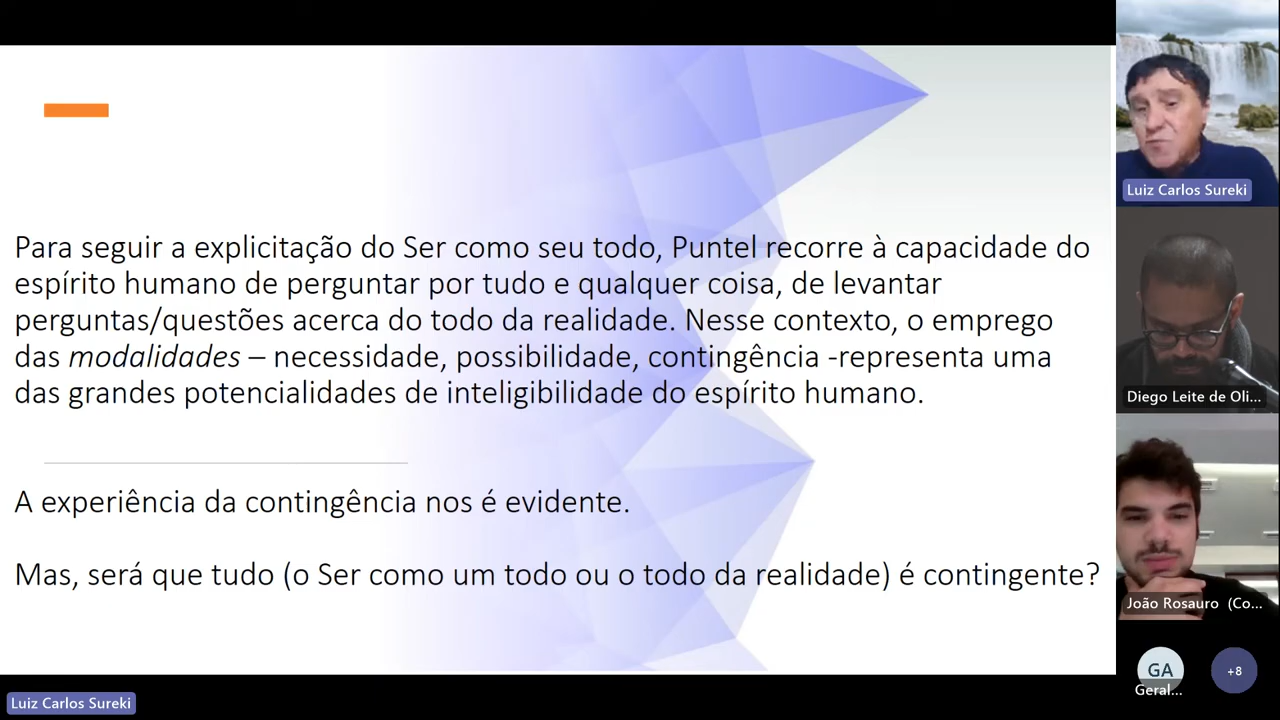 Para seguir a explicitação do Ser como seu todo, Puntel recorre à capacidade do
espírito humano de perguntar por tudo e qualquer coisa, de levantar
perguntas/questões acerca do todo da realidade. Nesse contexto, o emprego
das modalidades – necessidade, possibilidade, contingência -representa uma
das grandes potencialidades de inteligibilidade do espírito humano.
A experiência da contingência nos é evidente.
Mas, será que tudo (o Ser como um todo ou o todo da realidade) é contingente?
Luiz Carlos Sureki
Diego Leite de Oli...
João Rosauro (Co...
GA
Geral...
+8
Luiz Carlos Sureki